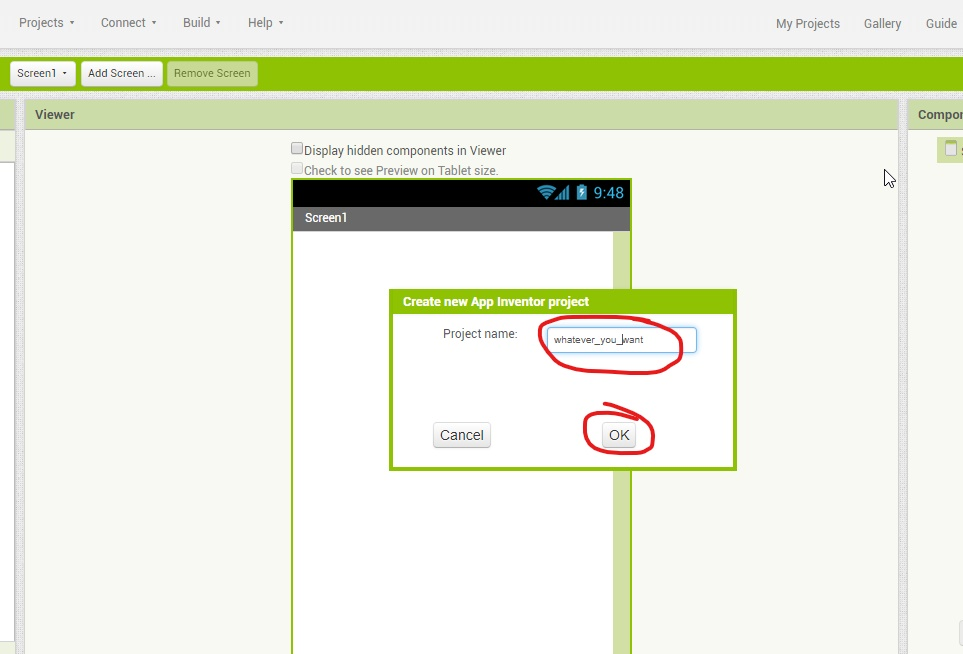 Projects Connect Build Help My Projects Gallery Guide
Screen1 Add Screen ... Remove Screen
Viewer
Display hidden components in Viewer
Check to see Preview on Tablet size.
9:48
Screen1
Create new App Inventor project
Project name: whatever_you_want
Cancel OK